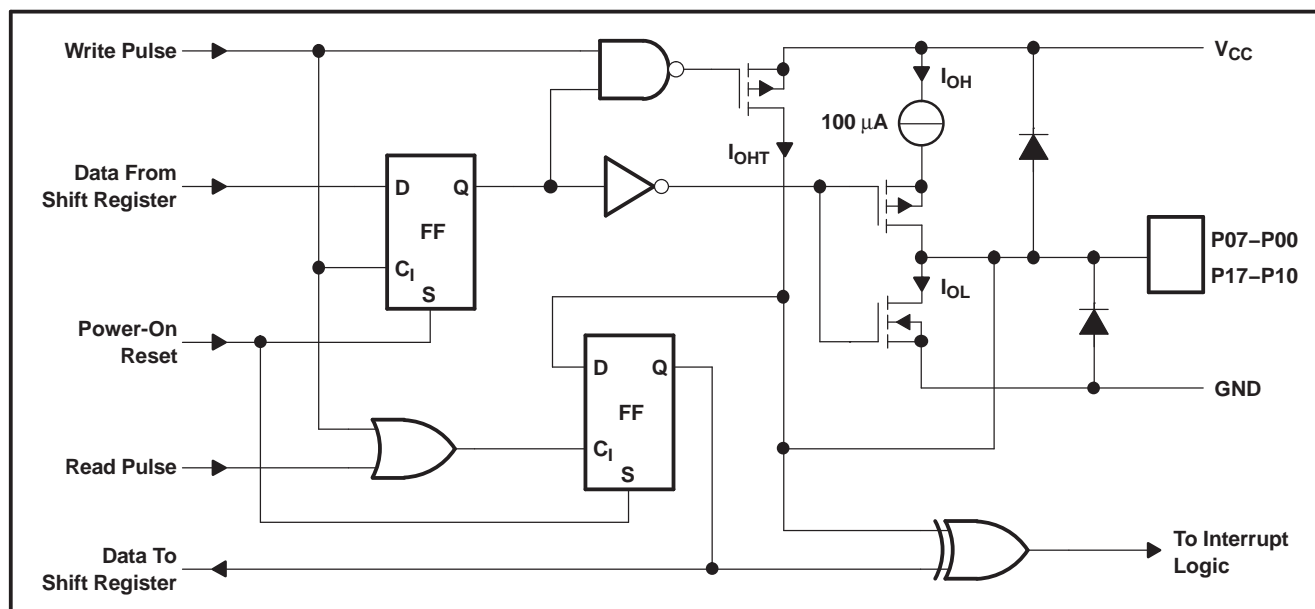 Write Pulse
V_CC
I_OH
100 μA
I_OHT
Data From
Shift Register
D
Q
FF
C_I
S
P07–P00
P17–P10
I_OL
Power-On
Reset
D
Q
FF
C_I
S
GND
Read Pulse
Data To
Shift Register
To Interrupt
Logic